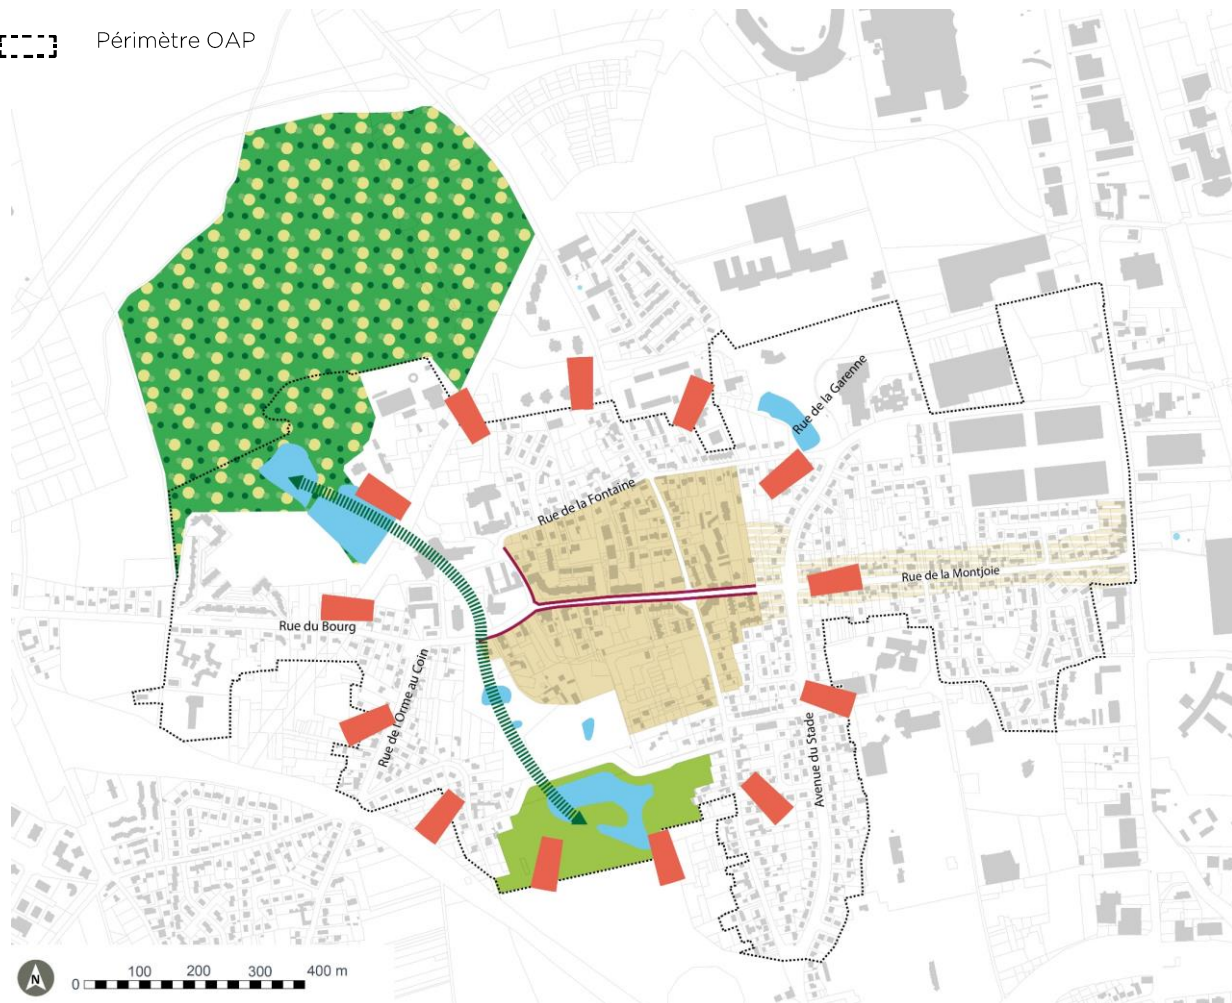 Périmètre OAP
Rue de la Garenne
Rue de la Fontaine
Rue de la Montjoie
Rue du Bourg
Rue de l'Orme au Coin
Avenue du Stade
N
0 100 200 300 400 m